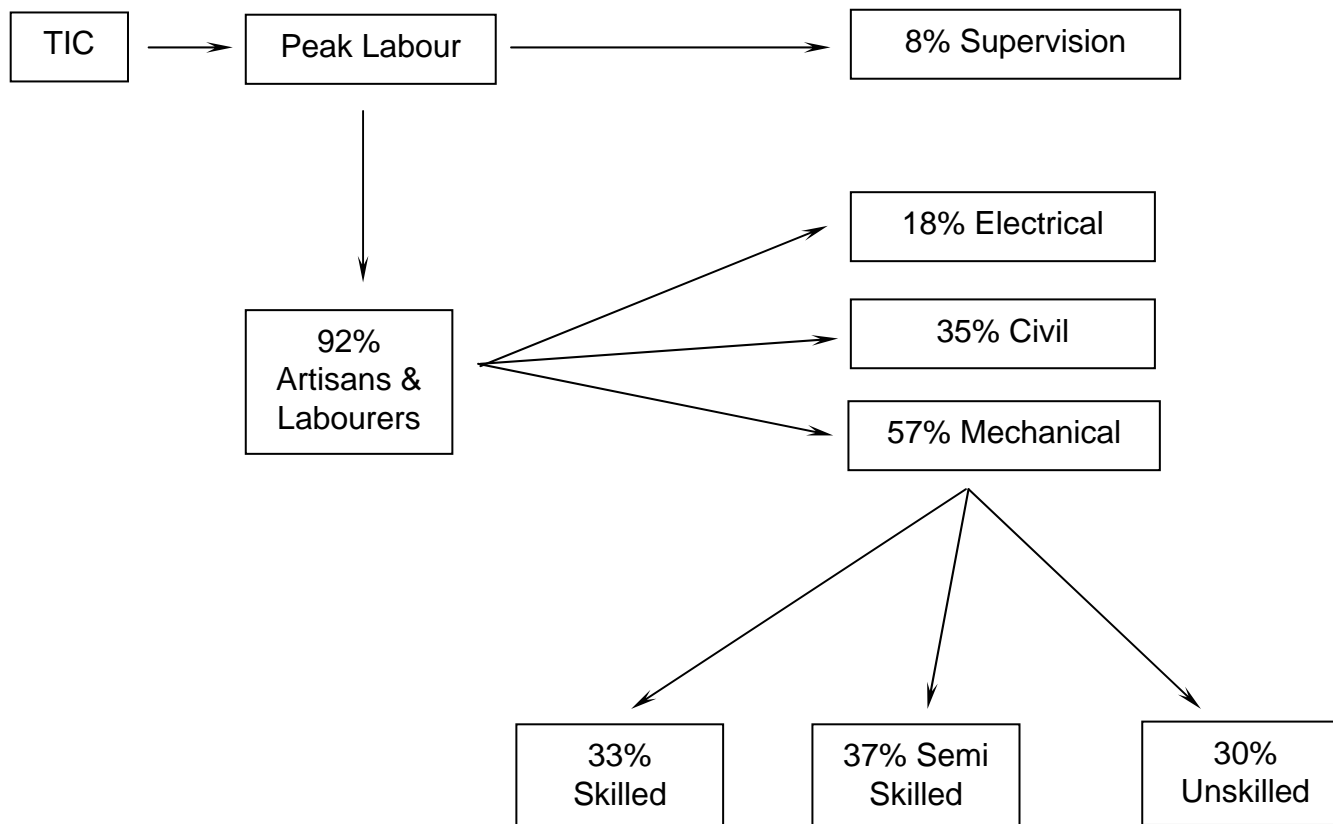 TIC
Peak Labour
8% Supervision
18% Electrical
92%
Artisans &
Labourers
35% Civil
57% Mechanical
33%
Skilled
37% Semi
Skilled
30%
Unskilled